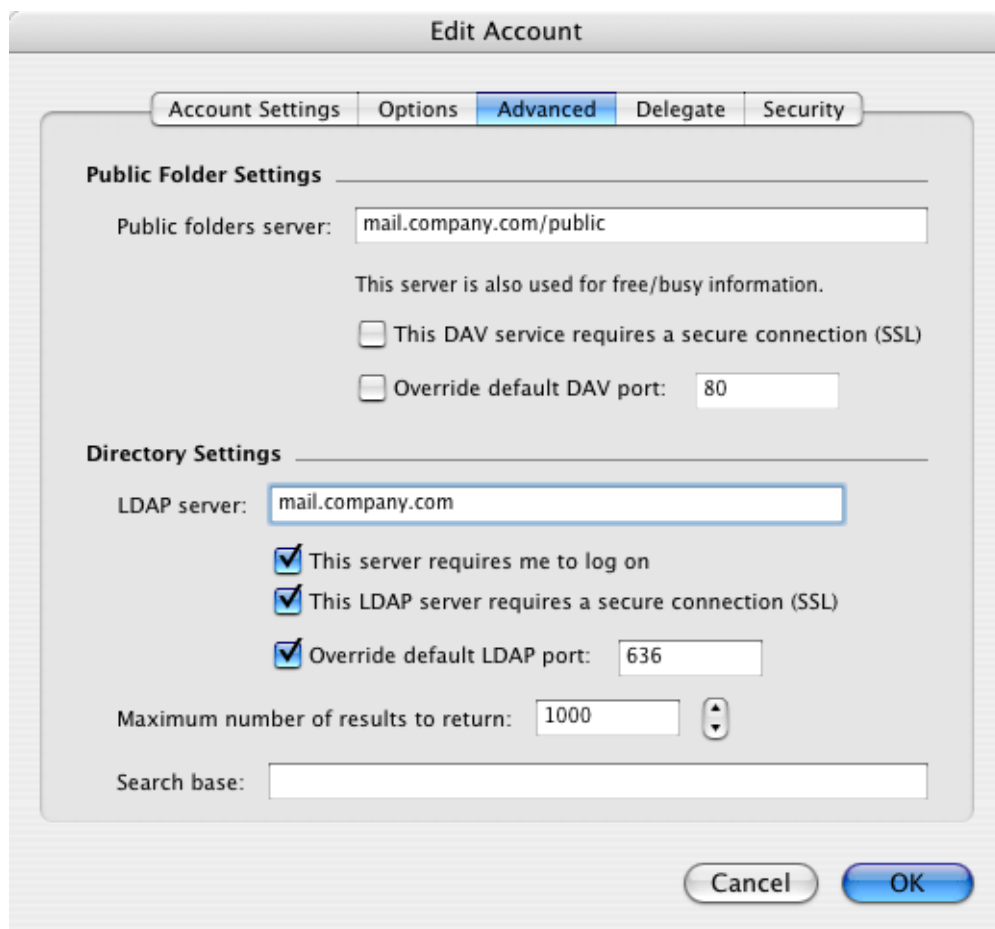 Edit Account
Account Settings Options Advanced Delegate Security
Public Folder Settings
Public folders server: mail.company.com/public
This server is also used for free/busy information.
This DAV service requires a secure connection (SSL)
Override default DAV port: 80
Directory Settings
LDAP server: mail.company.com
This server requires me to log on
This LDAP server requires a secure connection (SSL)
Override default LDAP port: 636
Maximum number of results to return: 1000
Search base:
Cancel OK